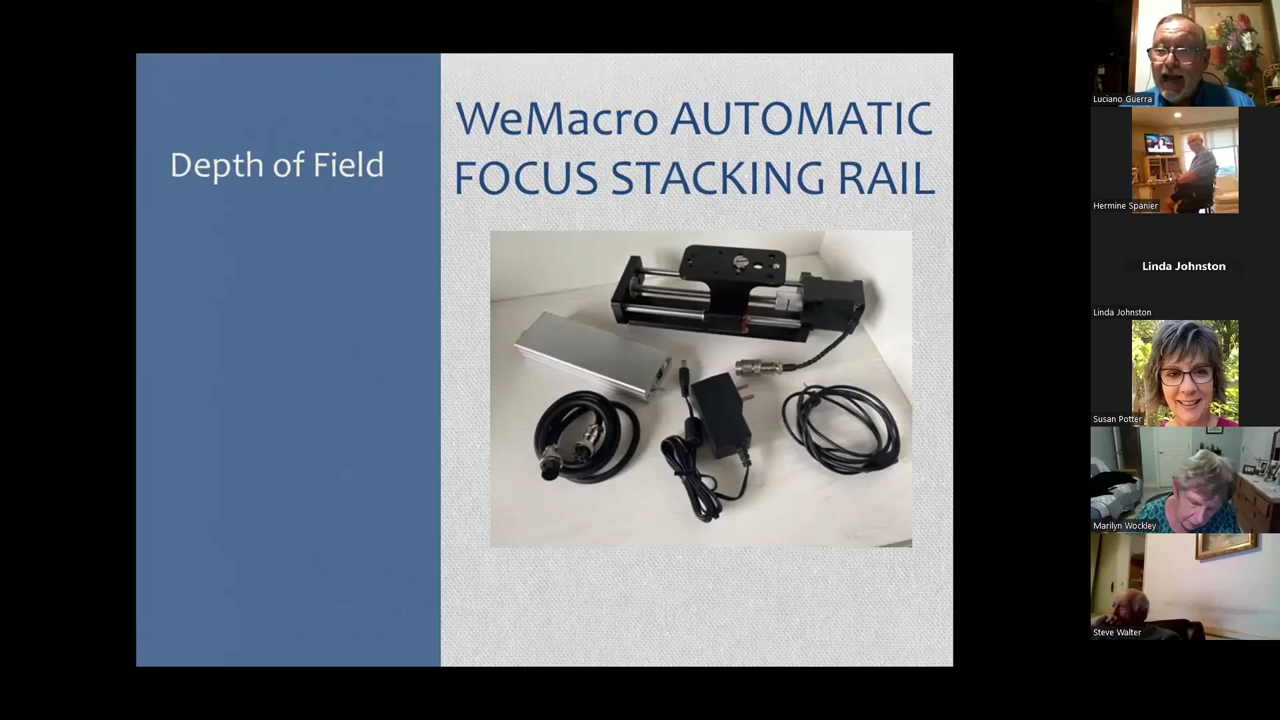 Depth of Field
WeMacro AUTOMATIC
FOCUS STACKING RAIL
Luciano Guerra
Hermine Spanier
Linda Johnston
Linda Johnston
Susan Potter
Marilyn Wockley
Steve Walter